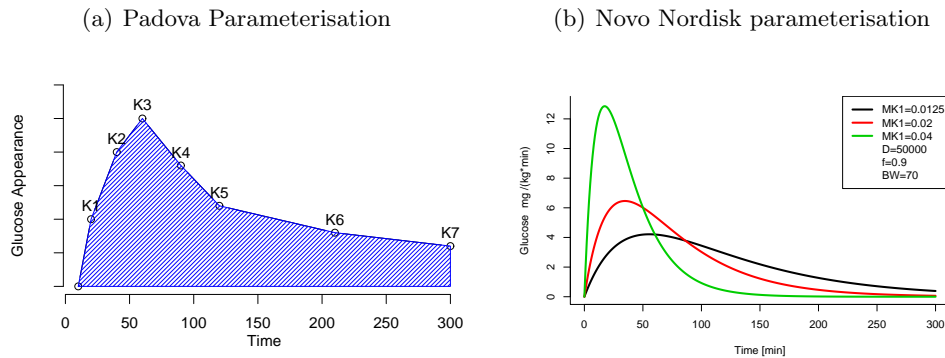 (a) Padova Parameterisation
(b) Novo Nordisk parameterisation
Glucose Appearance
K1
K2
K3
K4
K5
K6
K7
0 50 100 150 200 250 300
Time
Glucose mg /(kg*min)
0 2 4 6 8 10 12
MK1=0.0125
MK1=0.02
MK1=0.04
D=50000
f=0.9
BW=70
0 50 100 150 200 250 300
Time [min]